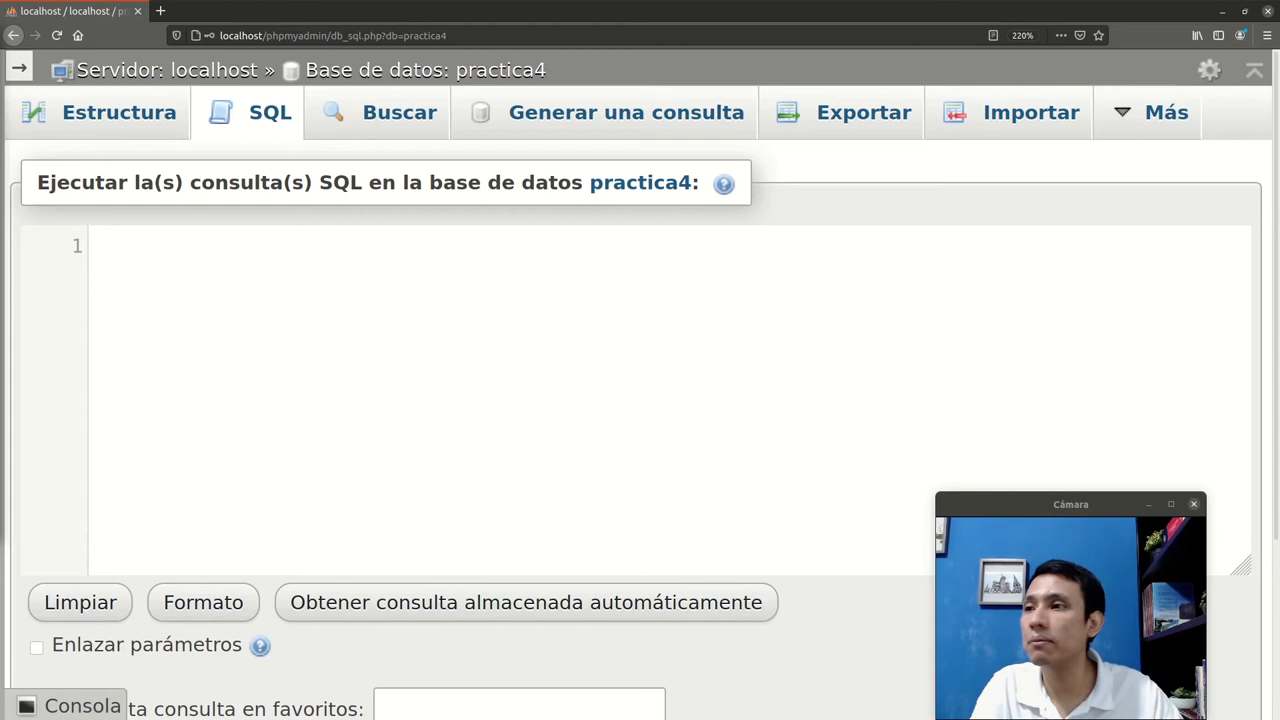 localhost / localhost / pr
localhost/phpmyadmin/db_sql.php?db=practica4
220%
Servidor: localhost » Base de datos: practica4
Estructura
SQL
Buscar
Generar una consulta
Exportar
Importar
Más
Ejecutar la(s) consulta(s) SQL en la base de datos practica4:
1
Cámara
Limpiar
Formato
Obtener consulta almacenada automáticamente
Enlazar parámetros
Consola
ta consulta en favoritos: